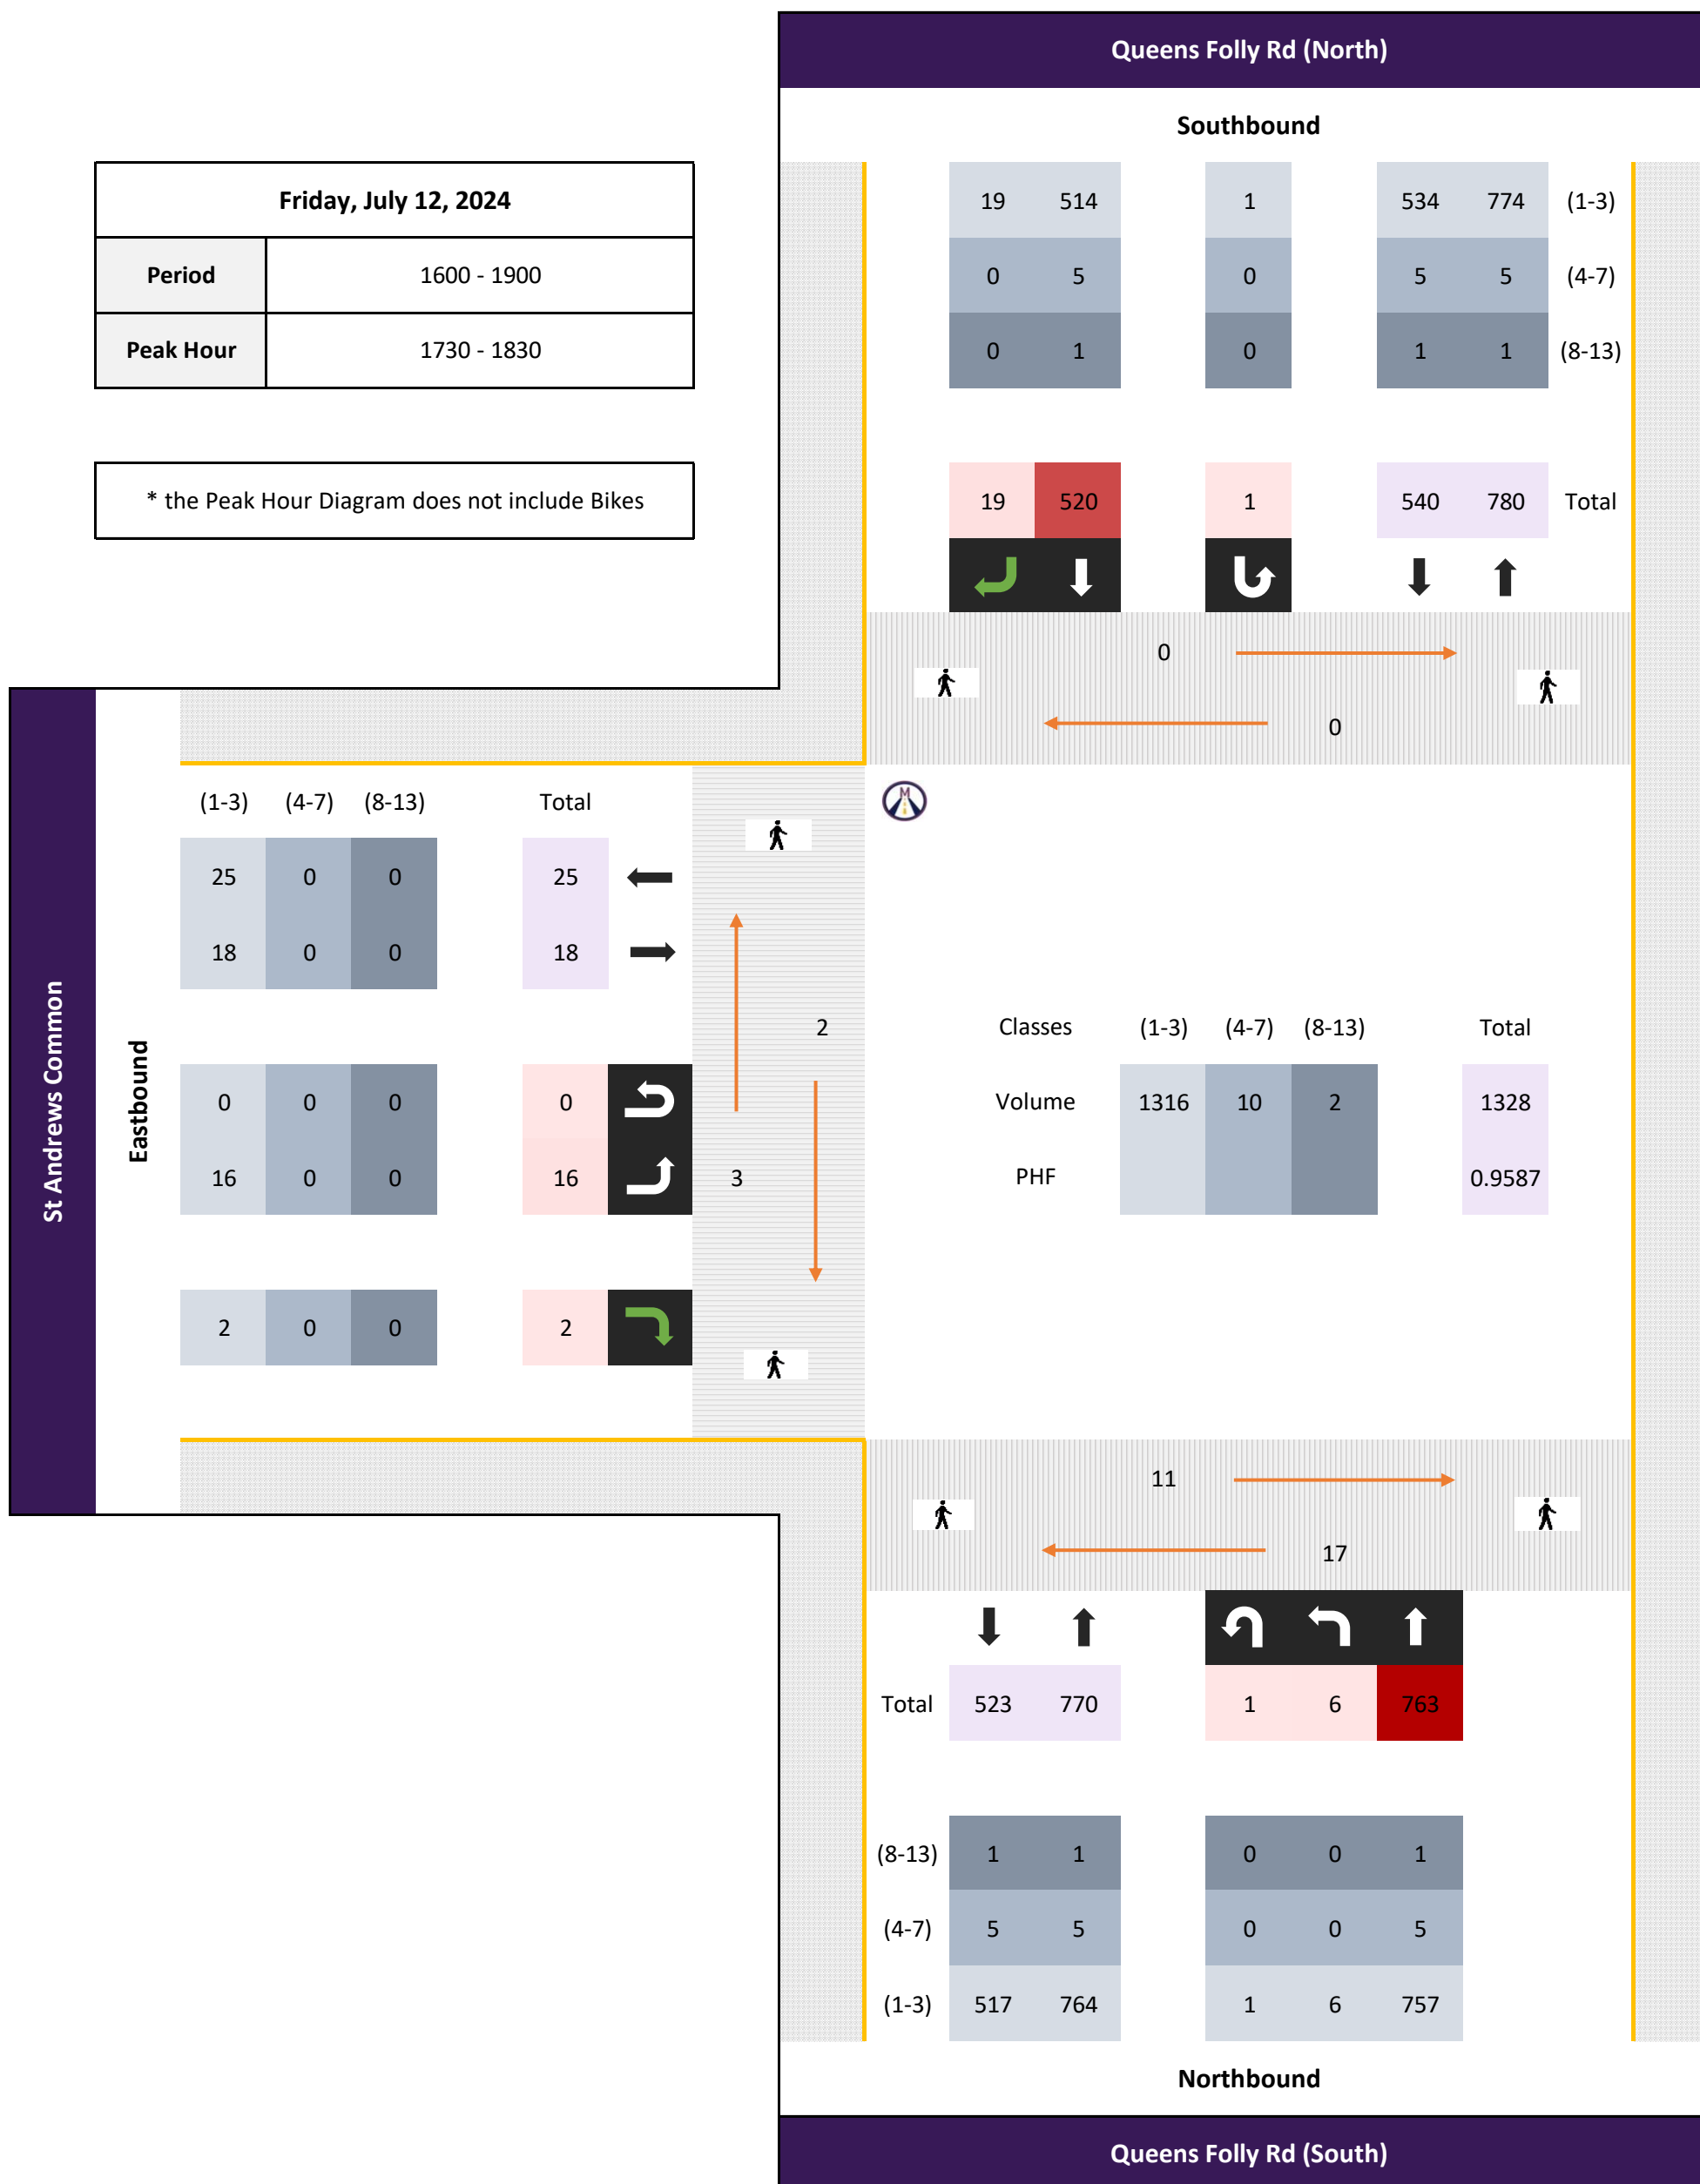 Queens Folly Rd (North)
Southbound
Friday, July 12, 2024
Period 1600 - 1900
Peak Hour 1730 - 1830
* the Peak Hour Diagram does not include Bikes
19 514 1 534 774 (1-3)
0 5 0 5 5 (4-7)
0 1 0 1 1 (8-13)
19 520 1 540 780 Total
0
0
St Andrews Common
Eastbound
(1-3) (4-7) (8-13) Total
25 0 0 25
18 0 0 18
0 0 0 0
16 0 0 16
2 0 0 2
2
3
M
Classes (1-3) (4-7) (8-13) Total
Volume 1316 10 2 1328
PHF 0.9587
11
17
Total 523 770 1 6 763
(8-13) 1 1 0 0 1
(4-7) 5 5 0 0 5
(1-3) 517 764 1 6 757
Northbound
Queens Folly Rd (South)